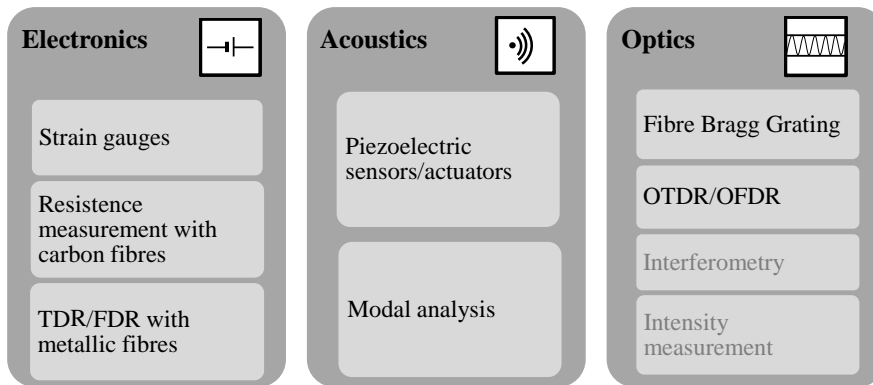 Electronics
Strain gauges
Resistence
measurement with
carbon fibres
TDR/FDR with
metallic fibres
Acoustics
Piezoelectric
sensors/actuators
Modal analysis
Optics
Fibre Bragg Grating
OTDR/OFDR
Interferometry
Intensity
measurement